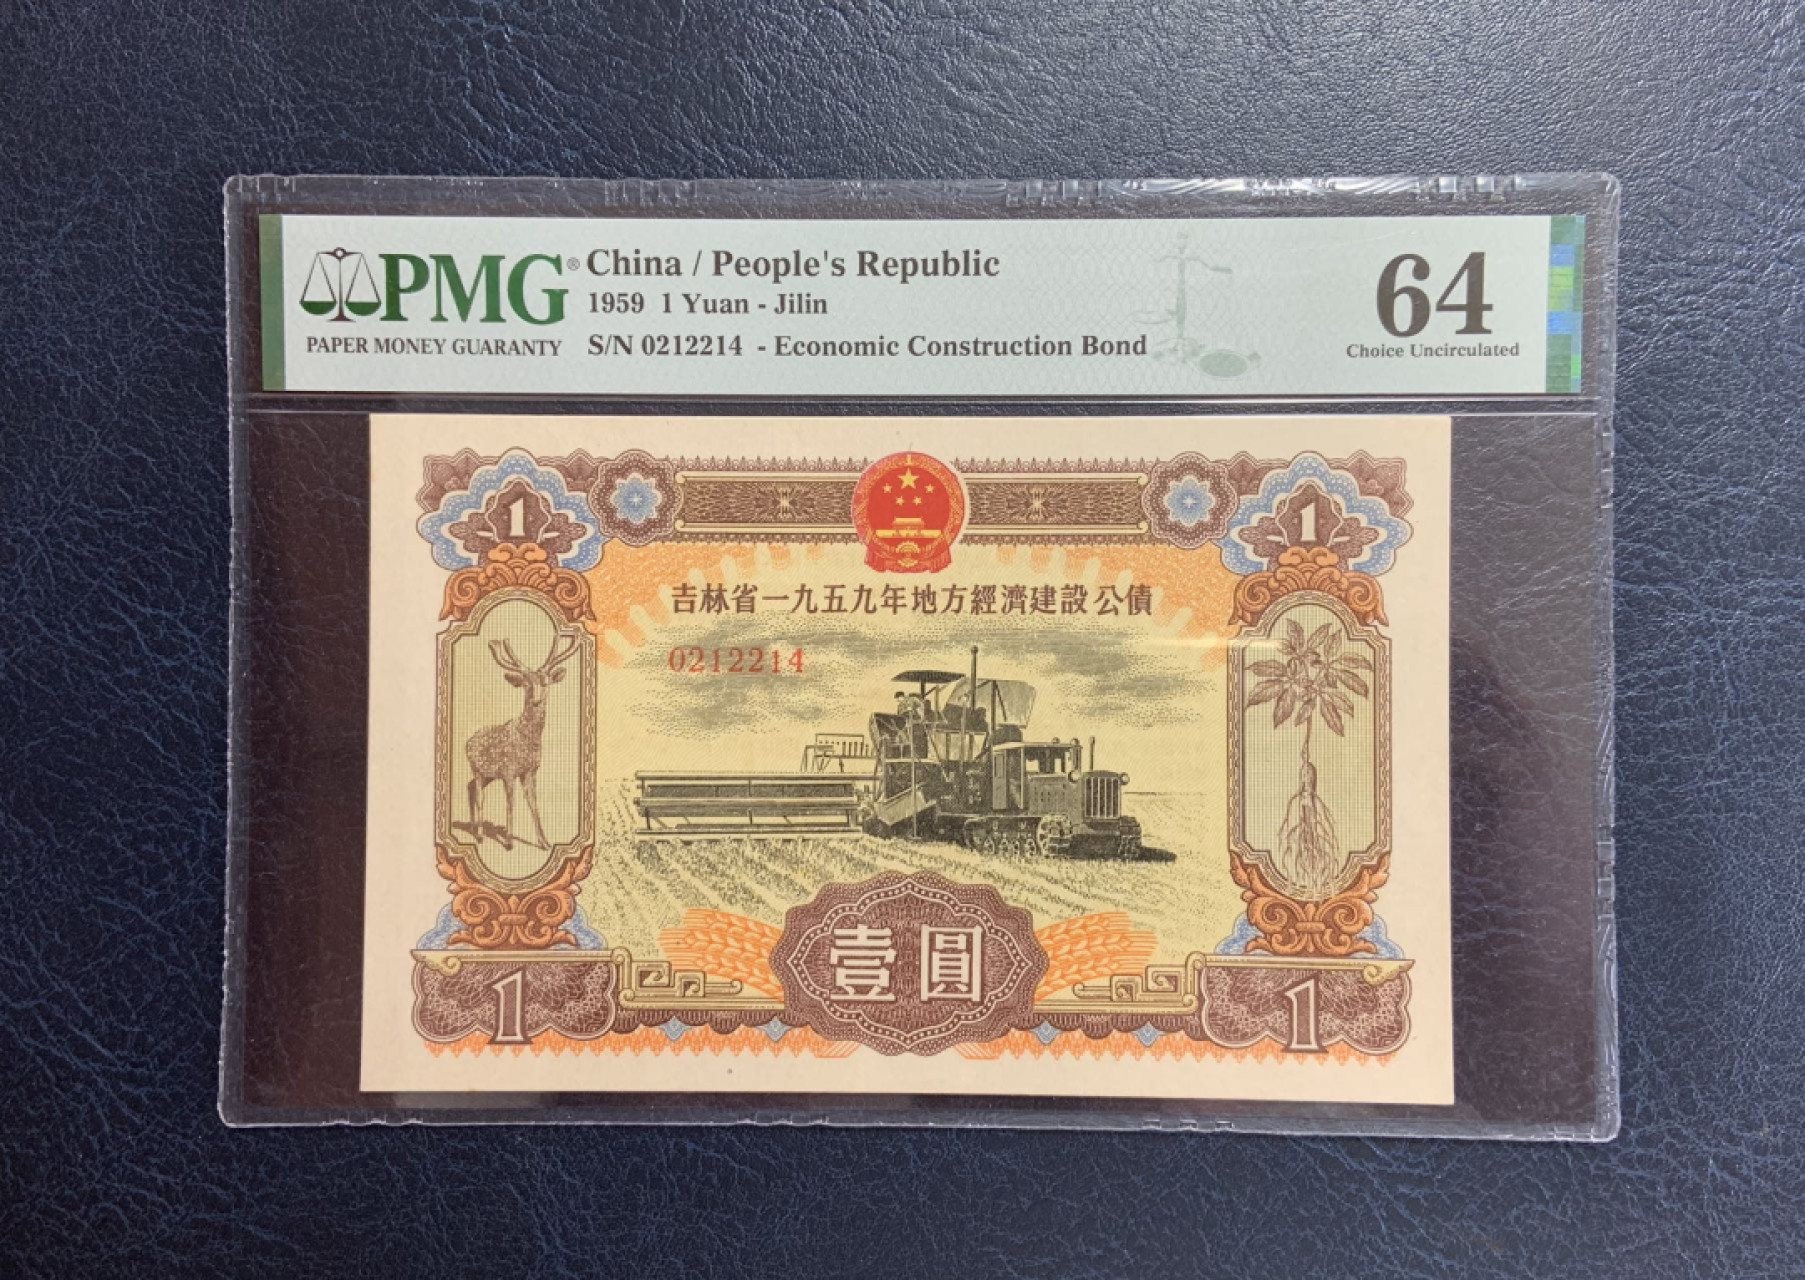 PMG®
PAPER MONEY GUARANTY
China / People's Republic
1959 1 Yuan - Jilin
S/N 0212214 - Economic Construction Bond
64
Choice Uncirculated
1
1
吉林省一九五九年地方經濟建設公債
0212214
壹圓
1
1